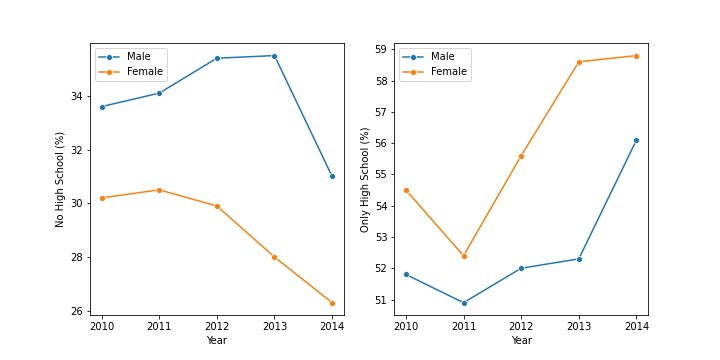 Male
Female
34
32
30
28
26
No High School (%)
2010 2011 2012 2013 2014
Year
Male
Female
59
58
57
56
55
54
53
52
51
Only High School (%)
2010 2011 2012 2013 2014
Year